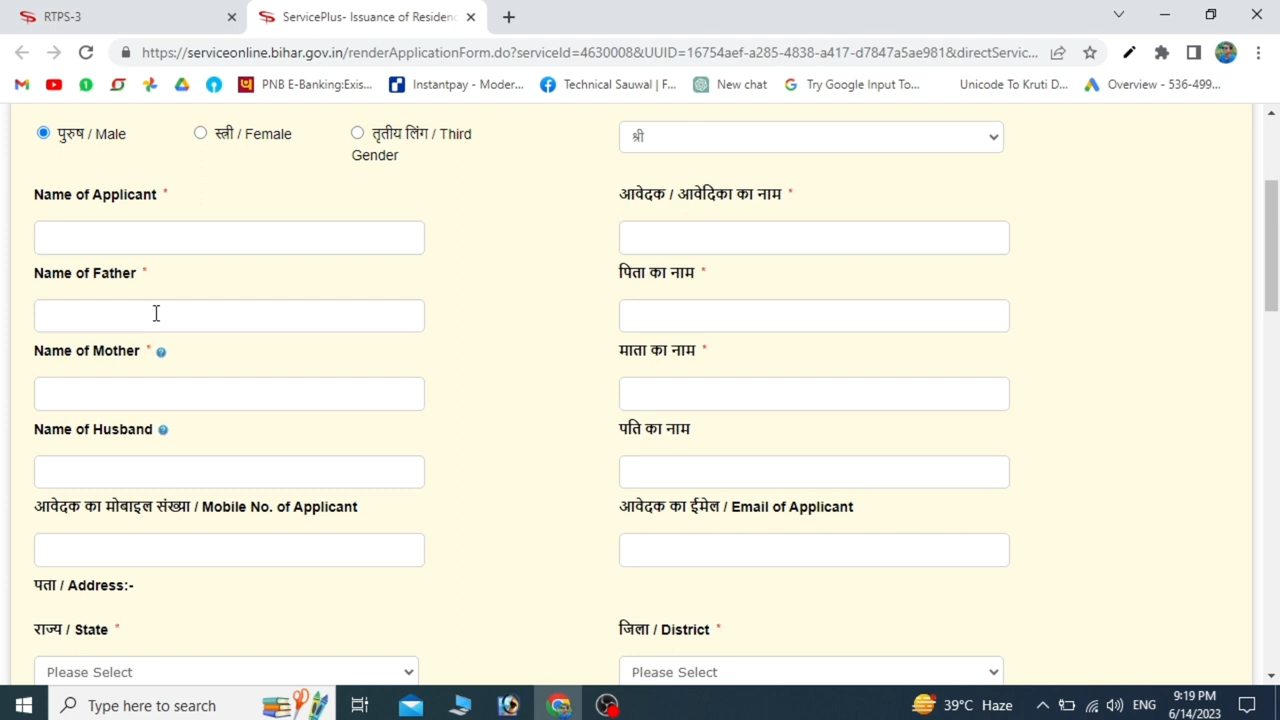 RTPS-3
ServicePlus- Issuance of Residenc
https://serviceonline.bihar.gov.in/renderApplicationForm.do?serviceId=4630008&UUID=16754aef-a285-4838-a417-d7847a5ae981&directServic...
PNB E-Banking:Exis... Instantpay - Moder... Technical Sauwal | F... New chat Try Google Input To... Unicode To Kruti D... Overview - 536-499...
पुरुष / Male स्त्री / Female तृतीय लिंग / Third Gender श्री
Name of Applicant * आवेदक / आवेदिका का नाम *
Name of Father * पिता का नाम *
Name of Mother * माता का नाम *
Name of Husband पति का नाम
आवेदक का मोबाइल संख्या / Mobile No. of Applicant आवेदक का ईमेल / Email of Applicant
पता / Address:-
राज्य / State * जिला / District *
Please Select Please Select
Type here to search 39°C Haze ENG 9:19 PM
6/14/2023